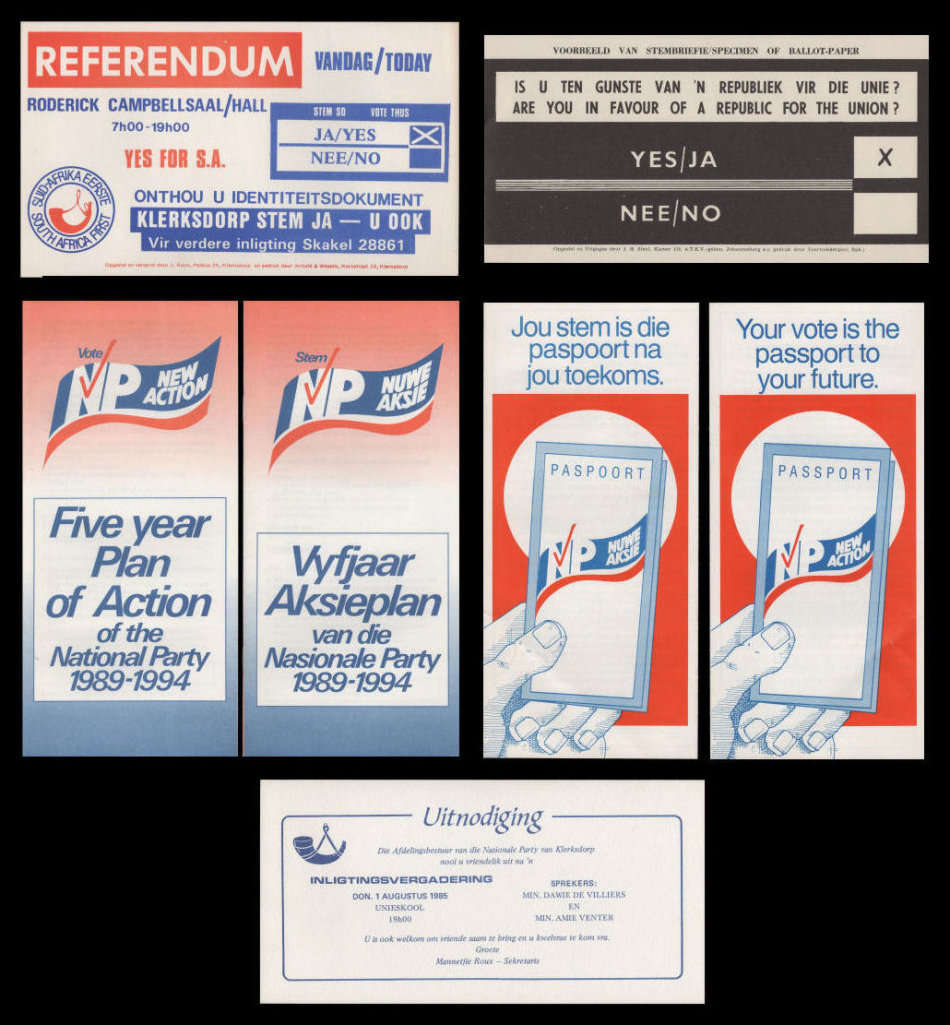 REFERENDUM VANDAG/TODAY
RODERICK CAMPBELLSAAL/HALL
7h00-19h00
STEM SO VOTE THUS
JA/YES
NEE/NO
YES FOR S.A.
SUID-AFRIKA EERSTE
SOUTH AFRICA FIRST
ONTHOU U IDENTITEITSDOKUMENT
KLERKSDORP STEM JA — U OOK
Vir verdere inligting Skakel 28861
VOORBEELD VAN STEMBRIEFIE/SPECIMEN OF BALLOT-PAPER
IS U TEN GUNSTE VAN 'N REPUBLIEK VIR DIE UNIE?
ARE YOU IN FAVOUR OF A REPUBLIC FOR THE UNION?
YES/JA X
NEE/NO
Vote
NP NEW
ACTION
Five year
Plan
of Action
of the
National Party
1989-1994
Stem
NP NUWE
AKSIE
Vyfjaar
Aksieplan
van die
Nasionale Party
1989-1994
Jou stem is die
paspoort na
jou toekoms.
PASPOORT
NP NUWE
AKSIE
Your vote is the
passport to
your future.
PASSPORT
NP NEW
ACTION
Uitnodiging
Die Afdelingsbestuur van die Nationale Party van Klerksdorp
nooi u vriendelik uit na 'n
INLIGTINGSVERGADERING
DON. 1 AUGUSTUS 1985
UNIESKOOL
19h00
SPREKERS:
MIN. DAWIE DE VILLIERS
EN
MIN. AMIE VENTER
U is ook welkom om vriende saam te bring en u kwelvrae te kom vra.
Groete
Mannetjie Roux – Sekretaris